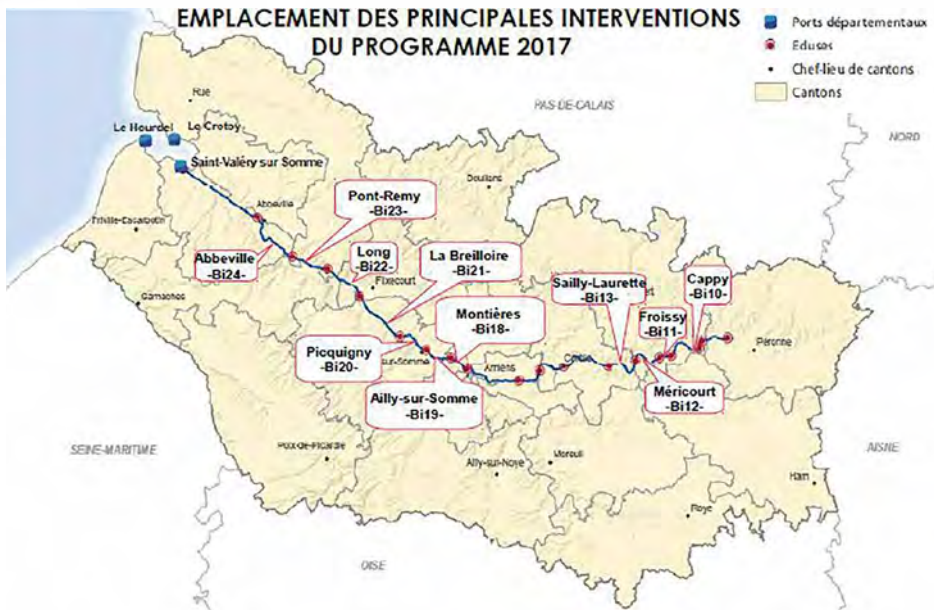 EMPLACEMENT DES PRINCIPALES INTERVENTIONS
DU PROGRAMME 2017
Ports départementaux
Ecluses
Chef-lieu de cantons
Cantons
PAS-DE-CALAIS
NORD
Rue
Le Hourdel
Le Crotoy
Saint-Valéry sur Somme
Doullens
Abbeville
Pont-Remy
-Bi23-
Abbeville
-Bi24-
Long
-Bi22-
La Breilloire
-Bi21-
Flixecourt
Gamaches
Sailly-Laurette
-Bi13-
Cappy
-Bi10-
Froissy
-Bi11-
Montières
-Bi18-
Picquigny
-Bi20-
sur-Somme
Amiens
Corbie
Péronne
Ailly-sur-Somme
-Bi19-
Méricourt
-Bi12-
SEINE-MARITIME
Poix-de-Picardie
Ailly-sur-Noye
Moreuil
AISNE
Ham
Roye
OISE